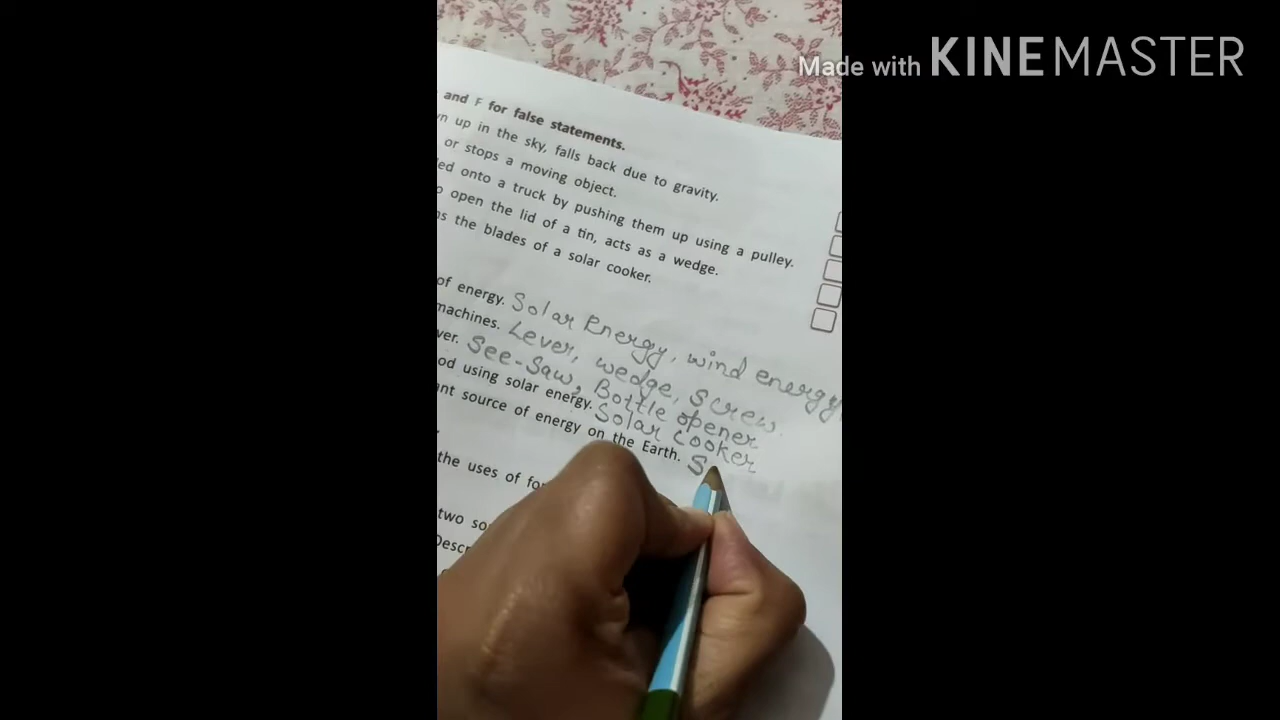 Made with KINEMASTER
and F for false statements.
n up in the sky, falls back due to gravity.
or stops a moving object.
ed onto a truck by pushing them up using a pulley.
o open the lid of a tin, acts as a wedge.
ns the blades of a solar cooker.
of energy. Solar Energy, wind energy
machines. Lever, wedge, Screw.
ver. See-Saw, Bottle opener
od using solar energy. Solar cooker
ant source of energy on the Earth. S
the uses of fo
two so
Descr